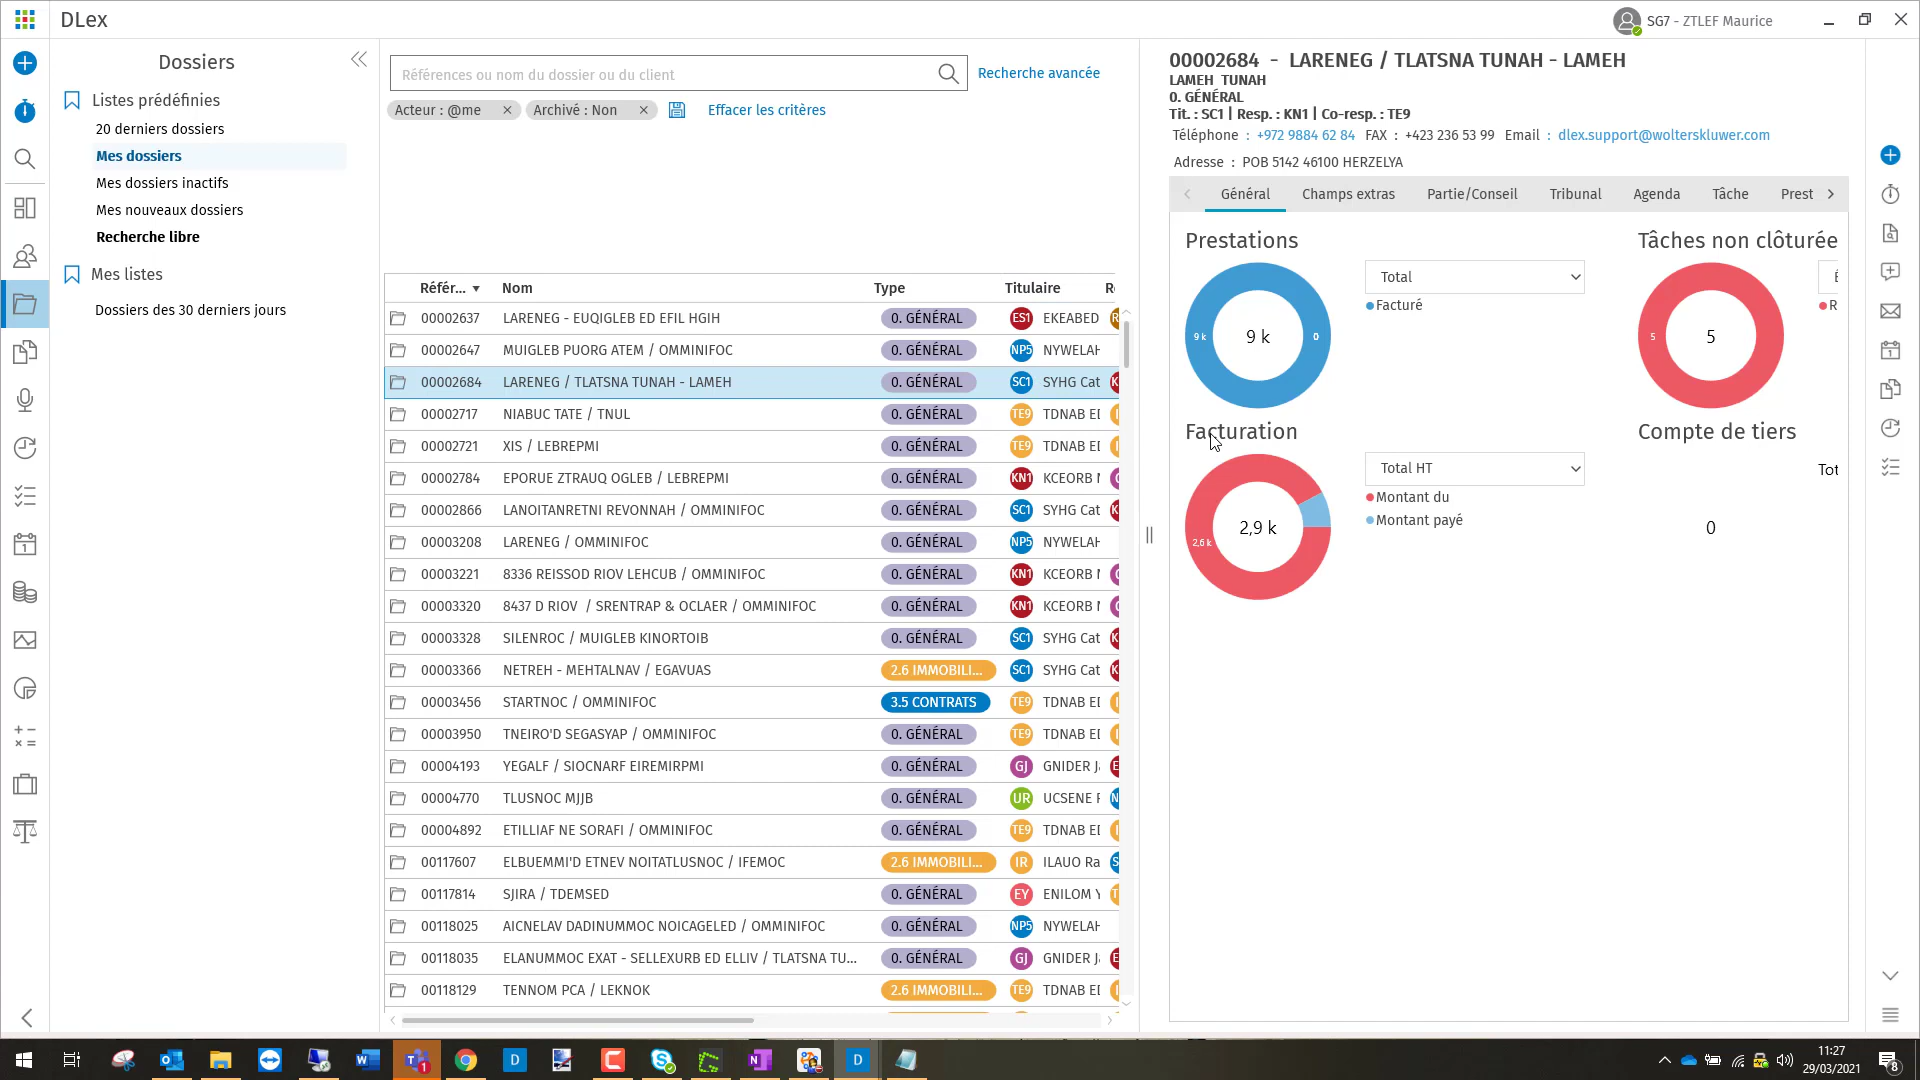 DLex
SG7 - ZTLEF Maurice
Dossiers
Listes prédéfinies
20 derniers dossiers
Mes dossiers
Mes dossiers inactifs
Mes nouveaux dossiers
Recherche libre
Mes listes
Dossiers des 30 derniers jours
Références ou nom du dossier ou du client
Recherche avancée
Acteur : @me
Archivé : Non
Effacer les critères
Référ... Nom Type Titulaire
00002637 LARENEG - EUQIGLEB ED EFIL HGIH 0. GÉNÉRAL ES1 EKEABED
00002647 MUIGLEB PUORG ATEM / OMMINIFOC 0. GÉNÉRAL NP5 NYWELAH
00002684 LARENEG / TLATSNA TUNAH - LAMEH 0. GÉNÉRAL SC1 SYHG Cat
00002717 NIABUC TATE / TNUL 0. GÉNÉRAL TE9 TDNAB
00002721 XIS / LEBREPMI 0. GÉNÉRAL TE9 TDNAB
00002784 EPORUE ZTRAUQ OGLEB / LEBREPMI 0. GÉNÉRAL KN1 KCEORB
00002866 LANOITANRETNI REVONNAH / OMMINIFOC 0. GÉNÉRAL SC1 SYHG Cat
00003208 LARENEG / OMMINIFOC 0. GÉNÉRAL NP5 NYWELAH
00003221 8336 REISSOD RIOV LEHCUB / OMMINIFOC 0. GÉNÉRAL KN1 KCEORB
00003320 8437 D RIOV / SRENTRAP & OCLAER / OMMINIFOC 0. GÉNÉRAL KN1 KCEORB
00003328 SILENROC / MUIGLEB KINORTOIB 0. GÉNÉRAL SC1 SYHG Cat
00003366 NETREH - MEHTALNAV / EGAVUAS 2.6 IMMOBILI... SC1 SYHG Cat
00003456 STARTNOC / OMMINIFOC 3.5 CONTRATS TE9 TDNAB
00003950 TNEIRO'D SEGASYAP / OMMINIFOC 0. GÉNÉRAL TE9 TDNAB
00004193 YEGALF / SIOCNARF EIREMIRPMI 0. GÉNÉRAL GJ GNIDER
00004770 TLUSNOC MJJB 0. GÉNÉRAL UR UCSENE
00004892 ETILLIAF NE SORAFI / OMMINIFOC 0. GÉNÉRAL TE9 TDNAB
00117607 ELBUEMMI'D ETNEV NOITATLUSNOC / IFEMOC 2.6 IMMOBILI... IR ILAUO Ra
00117814 SJIRA / TDEMSED 0. GÉNÉRAL EY ENILOM
00118025 AICNELAV DADINUMMOC NOICAGELED / OMMINIFOC 0. GÉNÉRAL NP5 NYWELAH
00118035 ELANUMMOC EXAT - SELLEXURB ED ELLIV / TLATSNA TU... 0. GÉNÉRAL GJ GNIDER
00118129 TENNOM PCA / LEKNOK 2.6 IMMOBILI... TE9 TDNAB
00002684 - LARENEG / TLATSNA TUNAH - LAMEH
LAMEH TUNAH
0. GÉNÉRAL
Tit. : SC1 | Resp. : KN1 | Co-resp. : TE9
Téléphone : +972 9884 62 84 FAX : +423 236 53 99 Email : dlex.support@wolterskluwer.com
Adresse : POB 5142 46100 HERZELYA
Général Champs extras Partie/Conseil Tribunal Agenda Tâche Prest
Prestations
Total
Facturé
9 k
9 k
0
Tâches non clôturée
R
5
5
Facturation
Total HT
Montant du
Montant payé
2,9 k
2,6 k
Compte de tiers
Tot
0
11:27
29/03/2021
8